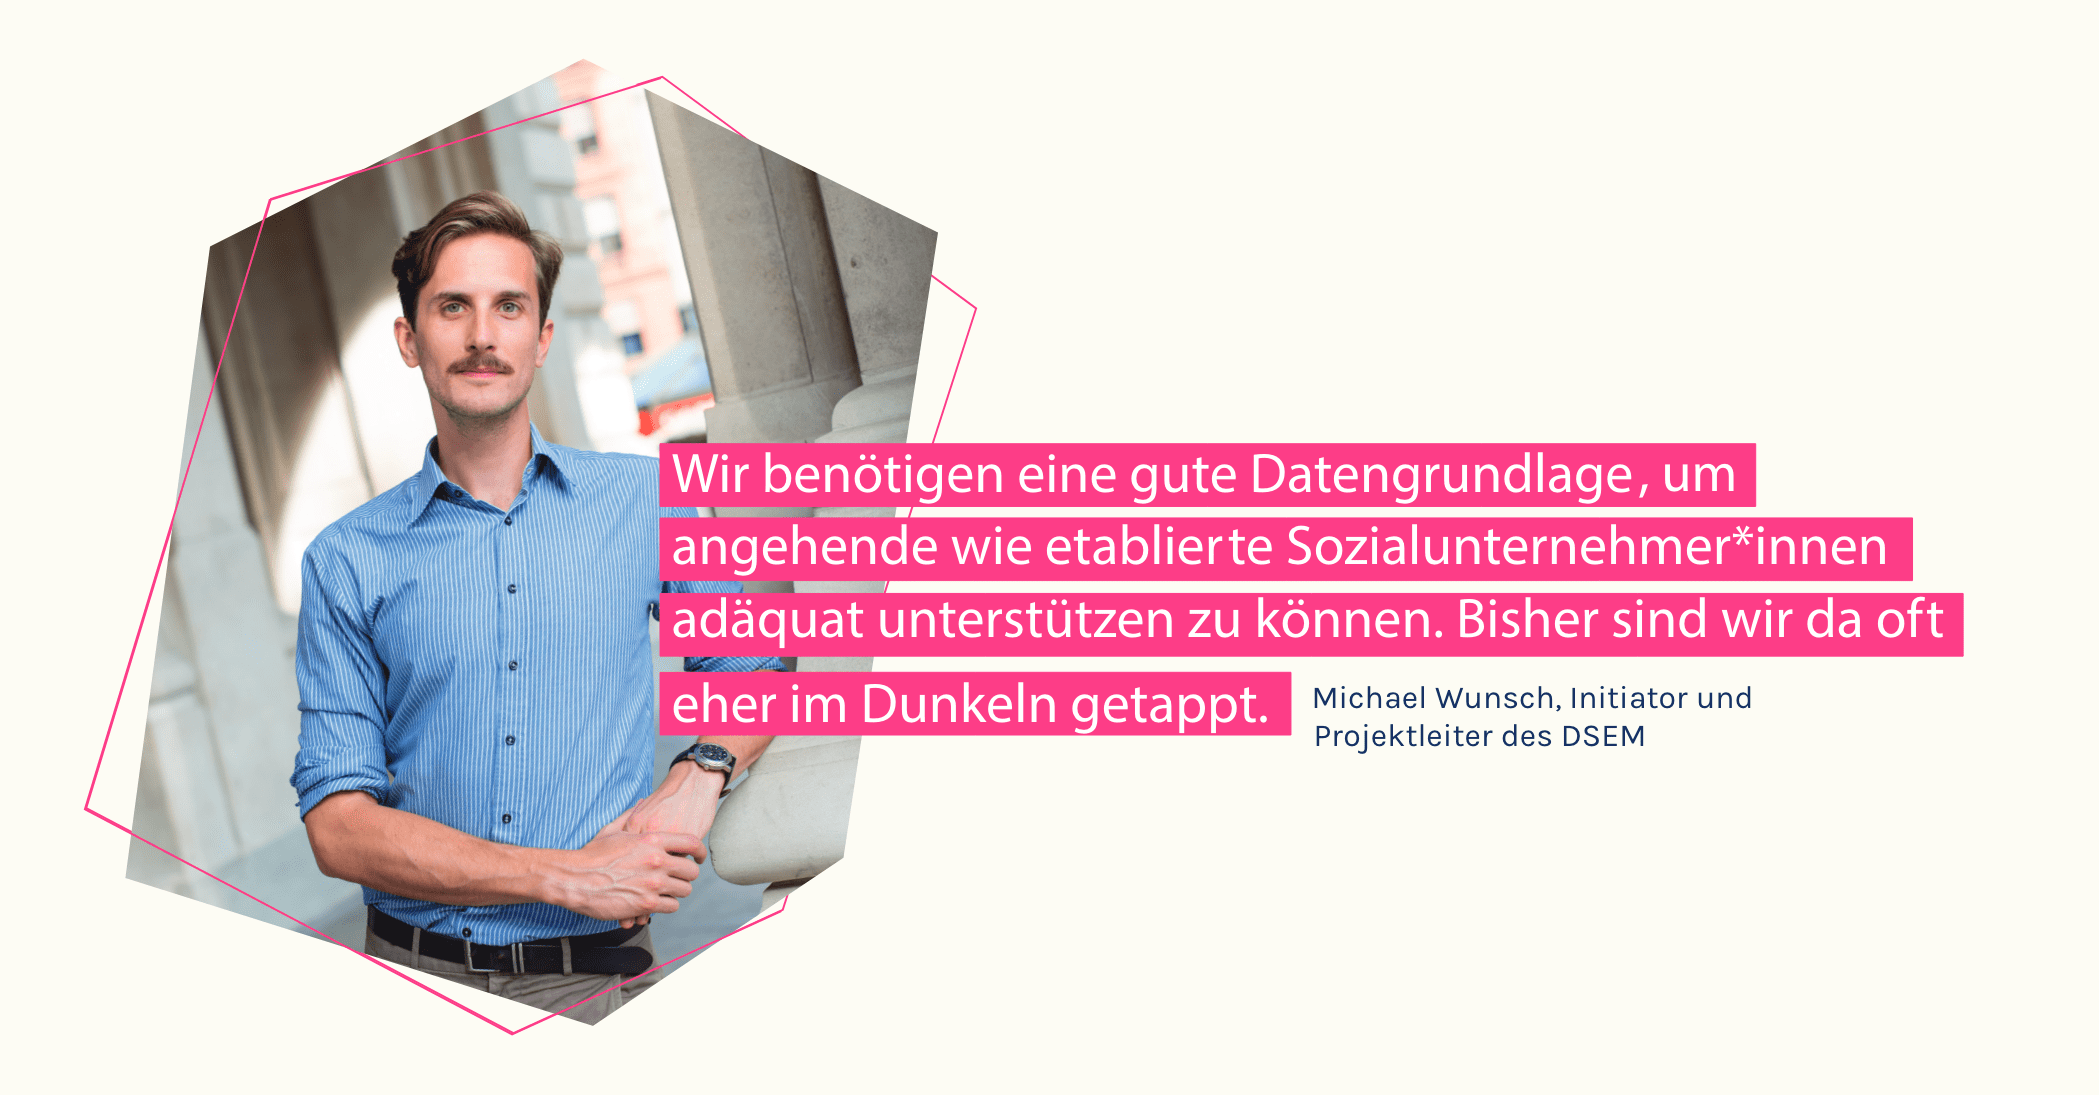 Wir benötigen eine gute Datengrundlage, um
angehende wie etablierte Sozialunternehmer*innen
adäquat unterstützen zu können. Bisher sind wir da oft
eher im Dunkeln getappt.
Michael Wunsch, Initiator und
Projektleiter des DSEM